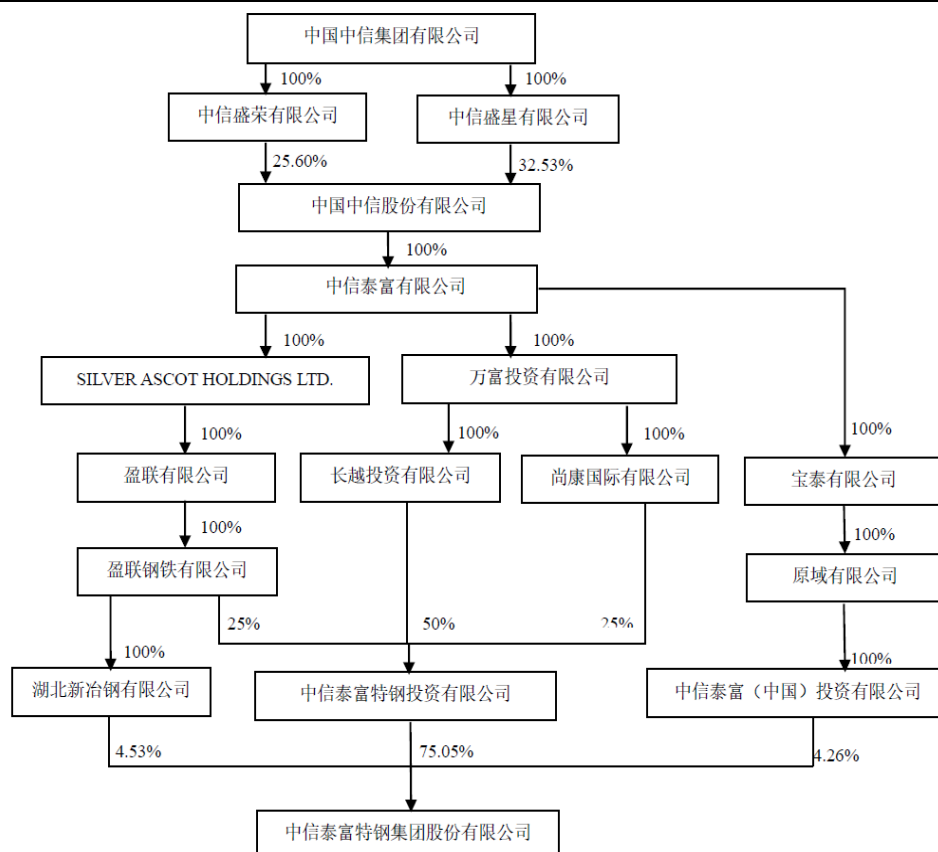 中国中信集团有限公司
100%
100%
中信盛荣有限公司
中信盛星有限公司
25.60%
32.53%
中国中信股份有限公司
100%
中信泰富有限公司
100%
100%
SILVER ASCOT HOLDINGS LTD.
万富投资有限公司
100%
100%
100%
100%
盈联有限公司
长越投资有限公司
尚康国际有限公司
宝泰有限公司
100%
100%
盈联钢铁有限公司
原域有限公司
25%
50%
25%
100%
100%
湖北新冶钢有限公司
中信泰富特钢投资有限公司
中信泰富（中国）投资有限公司
4.53%
75.05%
4.26%
中信泰富特钢集团股份有限公司